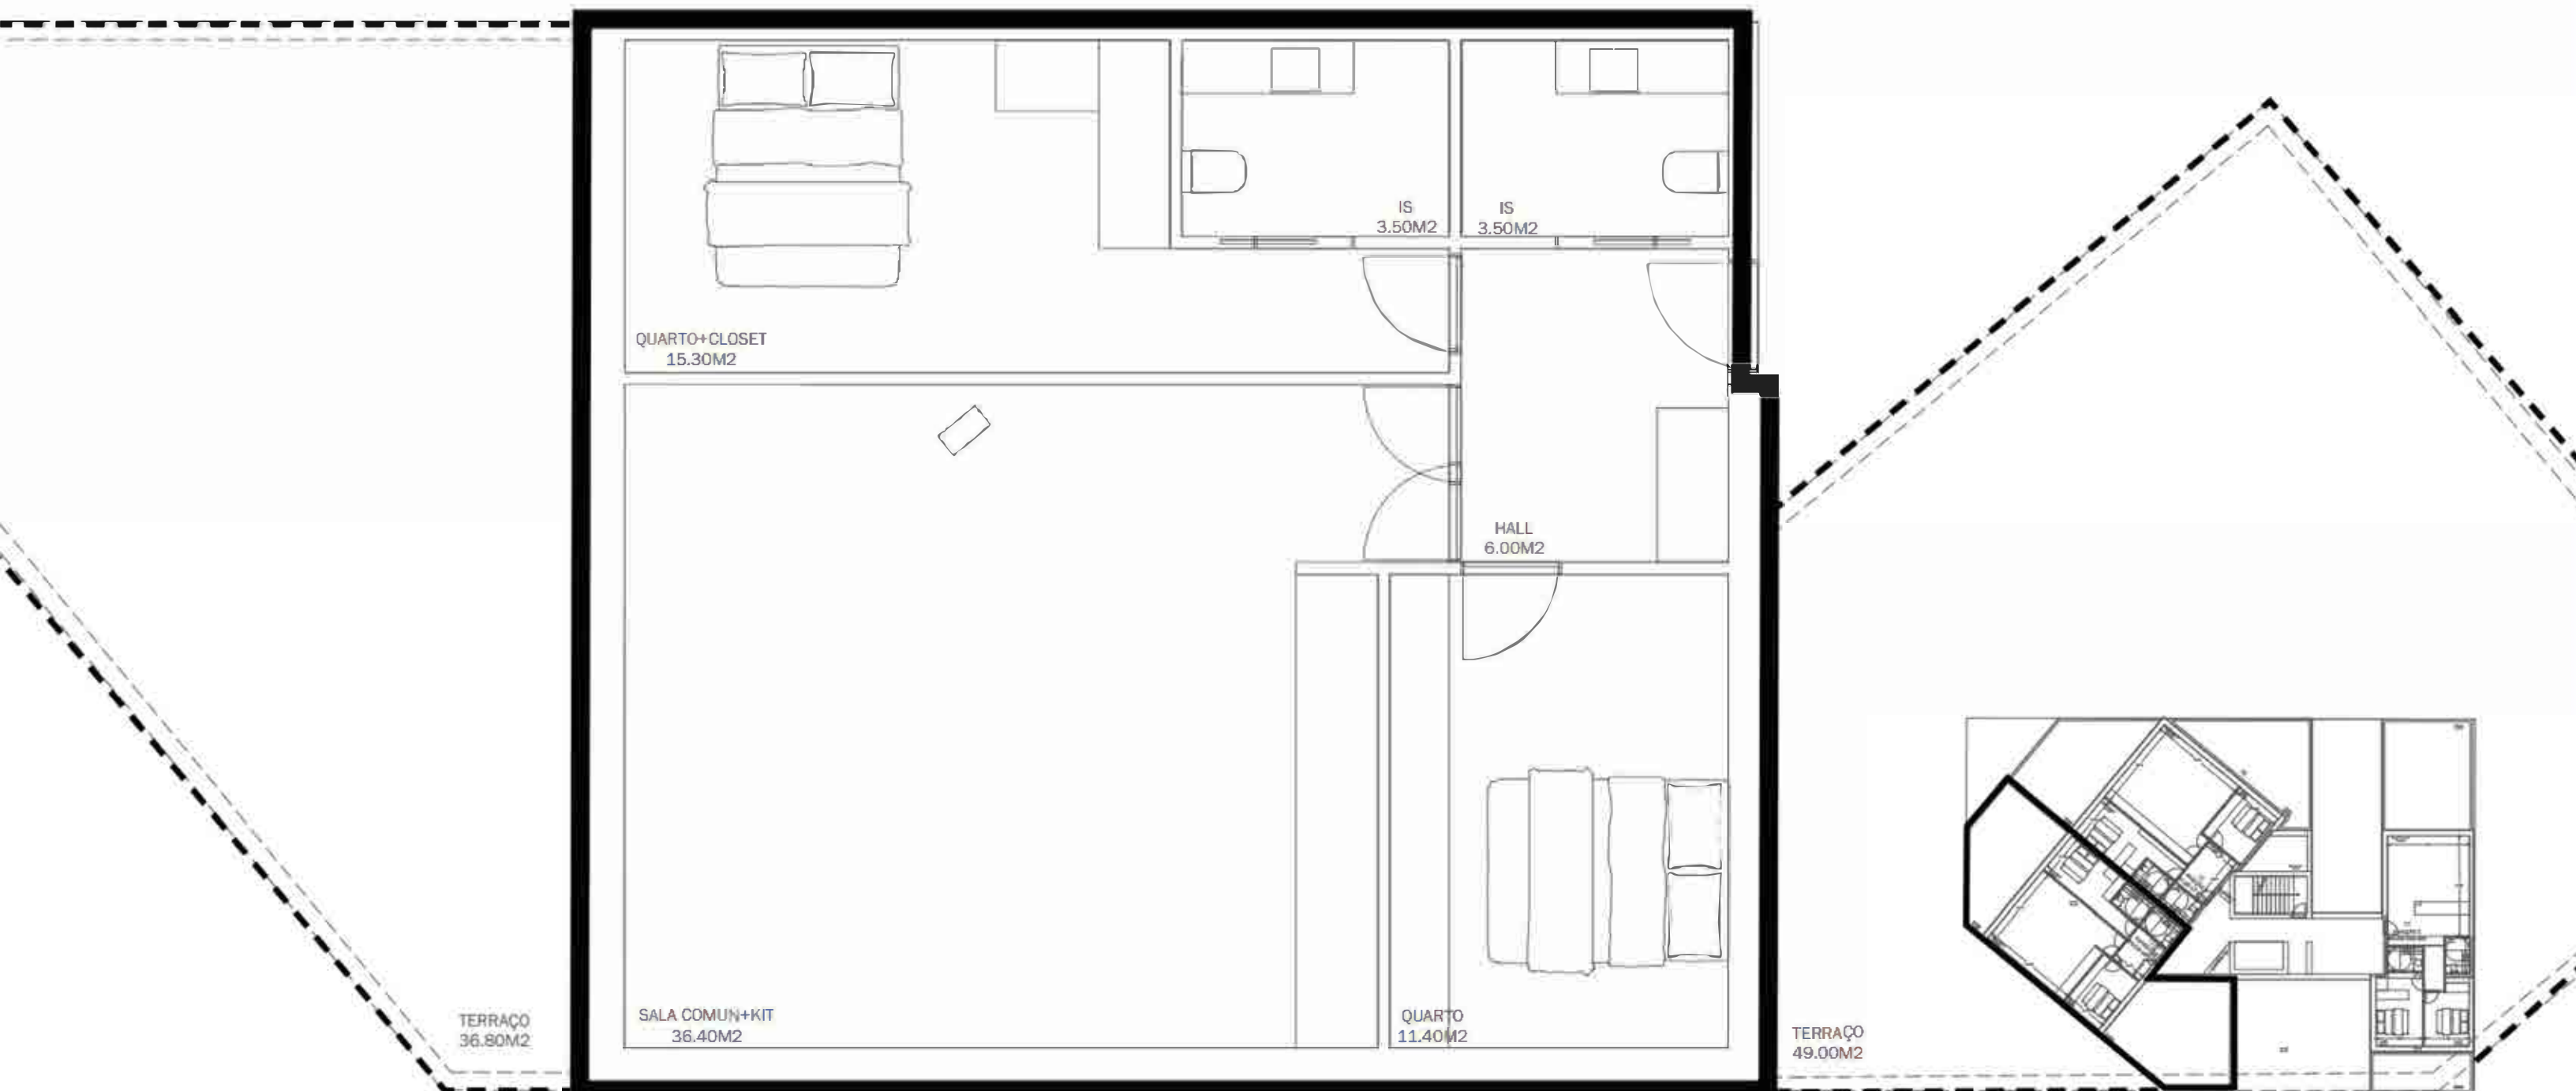 IS
3.50M2
IS
3.50M2
QUARTO+CLOSET
15.30M2
HALL
6.00M2
SALA COMUN+KIT
36.40M2
QUARTO
11.40M2
TERRAÇO
36.80M2
TERRAÇO
49.00M2